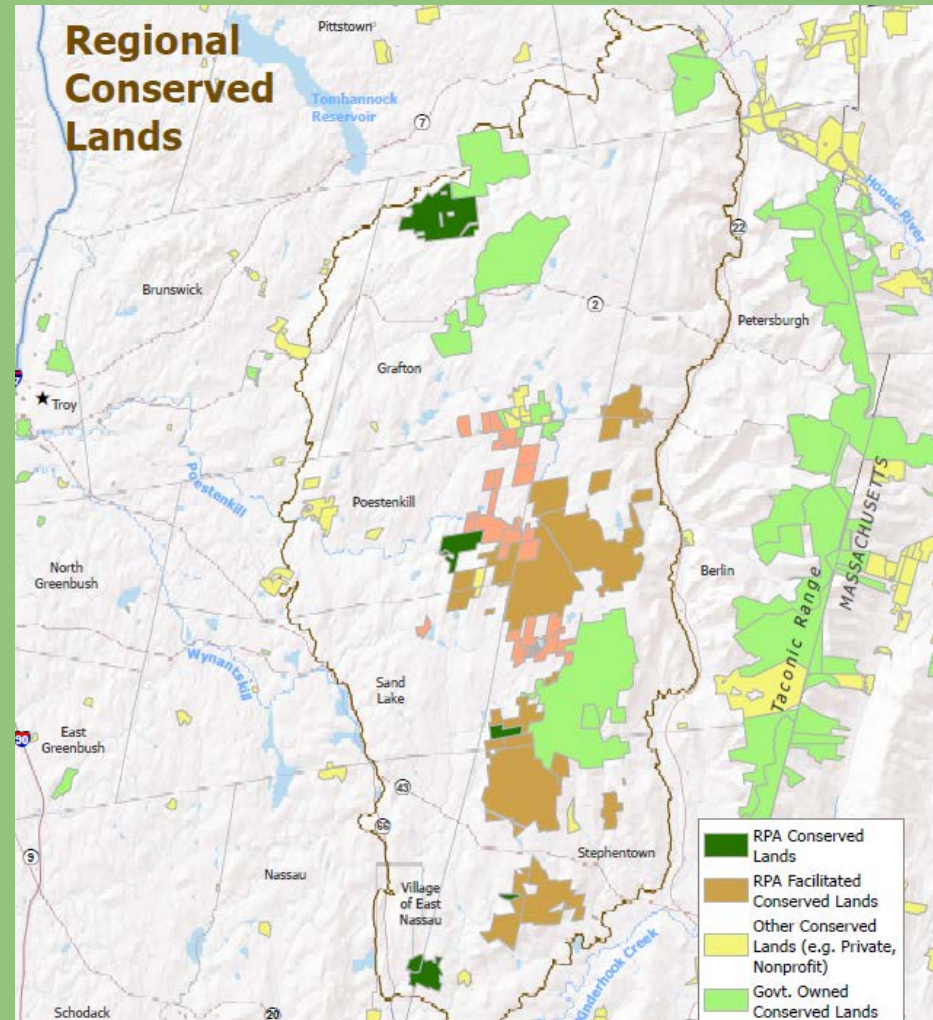 Regional
Conserved
Lands
Pittstown
Tomhannock
Reservoir
7
Hoosic River
22
Brunswick
2
Petersburgh
Grafton
7
Troy
Poestenkill
Poestenkill
MASSACHUSETTS
North
Greenbush
Berlin
Taconic Range
Wynantskill
Sand
Lake
90
East
Greenbush
43
66
9
Stephentown
Nassau
Village
of East
Nassau
Kinderhook Creek
Schodack
20
RPA Conserved
Lands
RPA Facilitated
Conserved Lands
Other Conserved
Lands (e.g. Private,
Nonprofit)
Govt. Owned
Conserved Lands